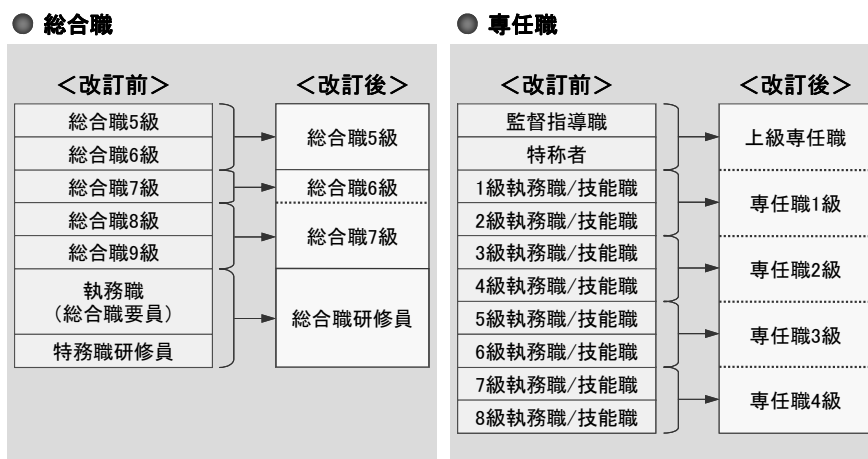 ● 総合職
＜改訂前＞
＜改訂後＞
総合職5級
総合職6級
総合職5級
総合職7級
総合職6級
総合職8級
総合職9級
総合職7級
執務職
（総合職要員）
特務職研修員
総合職研修員
● 専任職
＜改訂前＞
＜改訂後＞
監督指導職
特称者
上級専任職
1級執務職/技能職
2級執務職/技能職
専任職1級
3級執務職/技能職
4級執務職/技能職
専任職2級
5級執務職/技能職
6級執務職/技能職
専任職3級
7級執務職/技能職
8級執務職/技能職
専任職4級